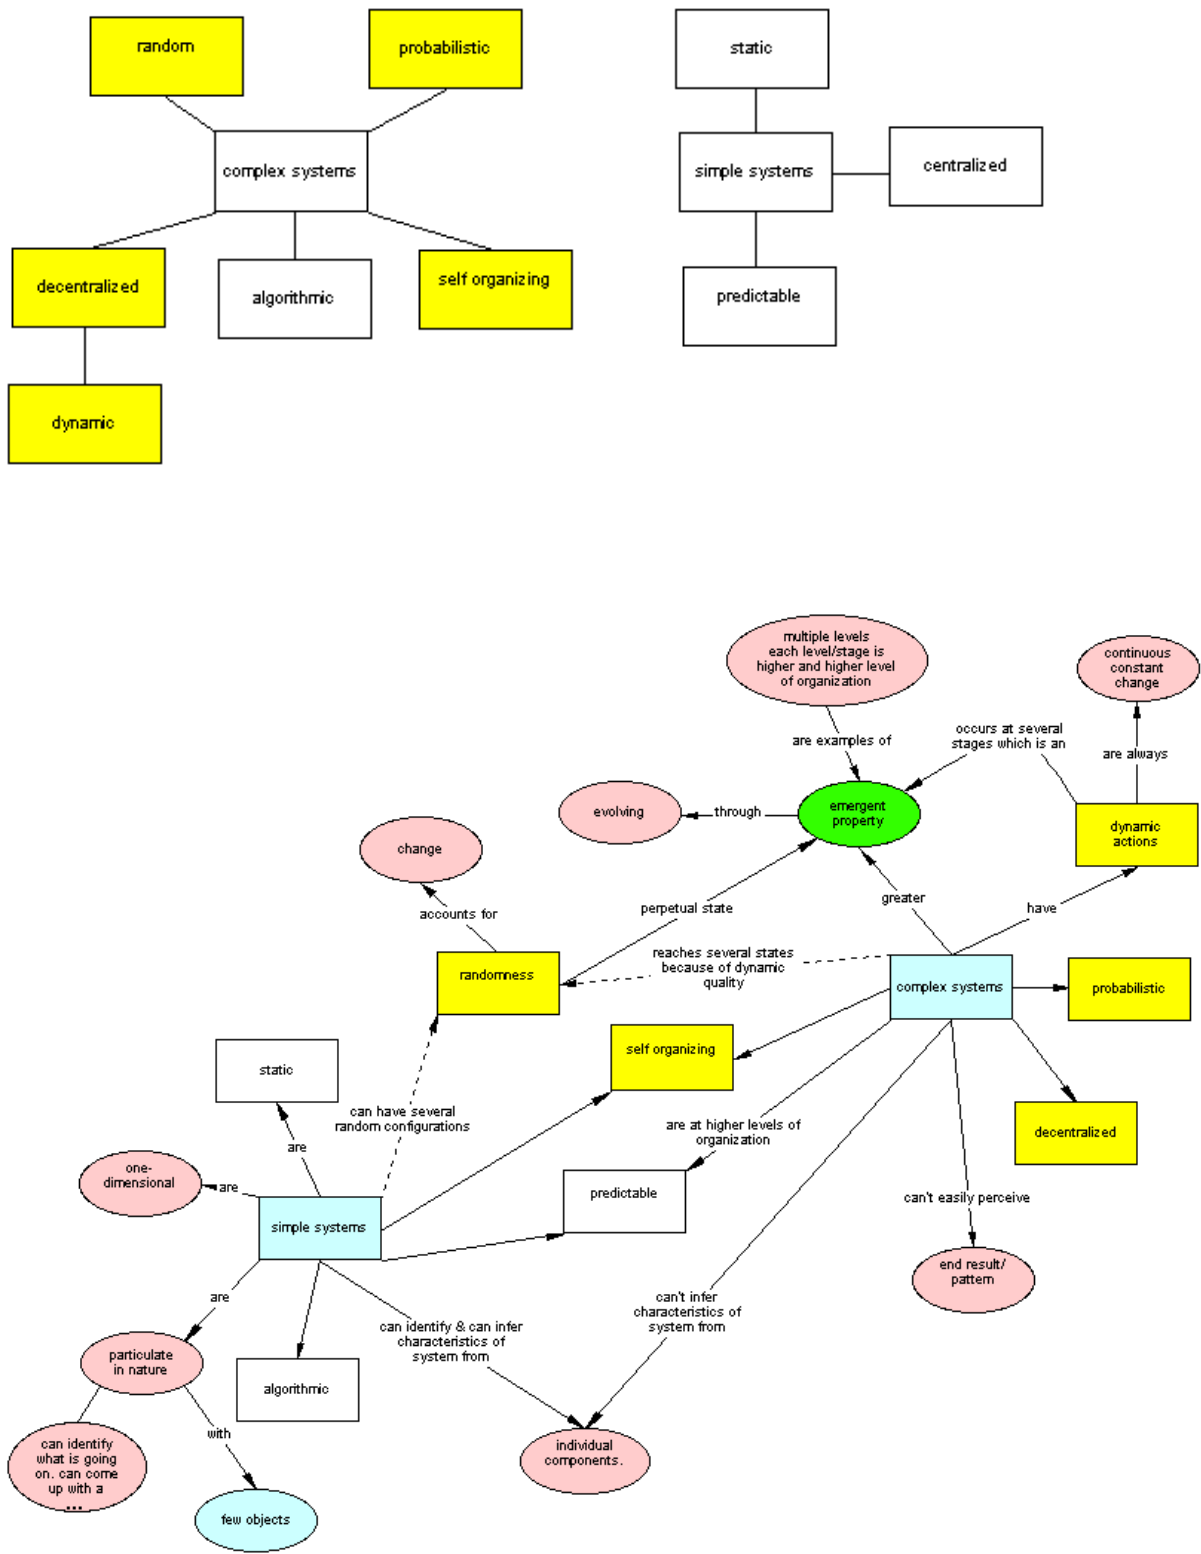 random
probabilistic
static
complex systems
simple systems
centralized
decentralized
algorithmic
self organizing
predictable
dynamic
multiple levels
each level/stage is
higher and higher level
of organization
continuous
constant
change
are examples of
occurs at several
stages which is an
are always
evolving
through
emergent
property
dynamic
actions
change
accounts for
perpetual state
greater
have
randomness
reaches several states
because of dynamic
quality
complex systems
probabilistic
self organizing
static
can have several
random configurations
are at higher levels of
organization
decentralized
are
one-
dimensional
are
predictable
can't easily perceive
simple systems
end result/
pattern
are
can't infer
characteristics of
system from
can identify & can infer
characteristics of
system from
particulate
in nature
algorithmic
with
can identify
what is going
on. can come
up with a
...
individual
components.
few objects